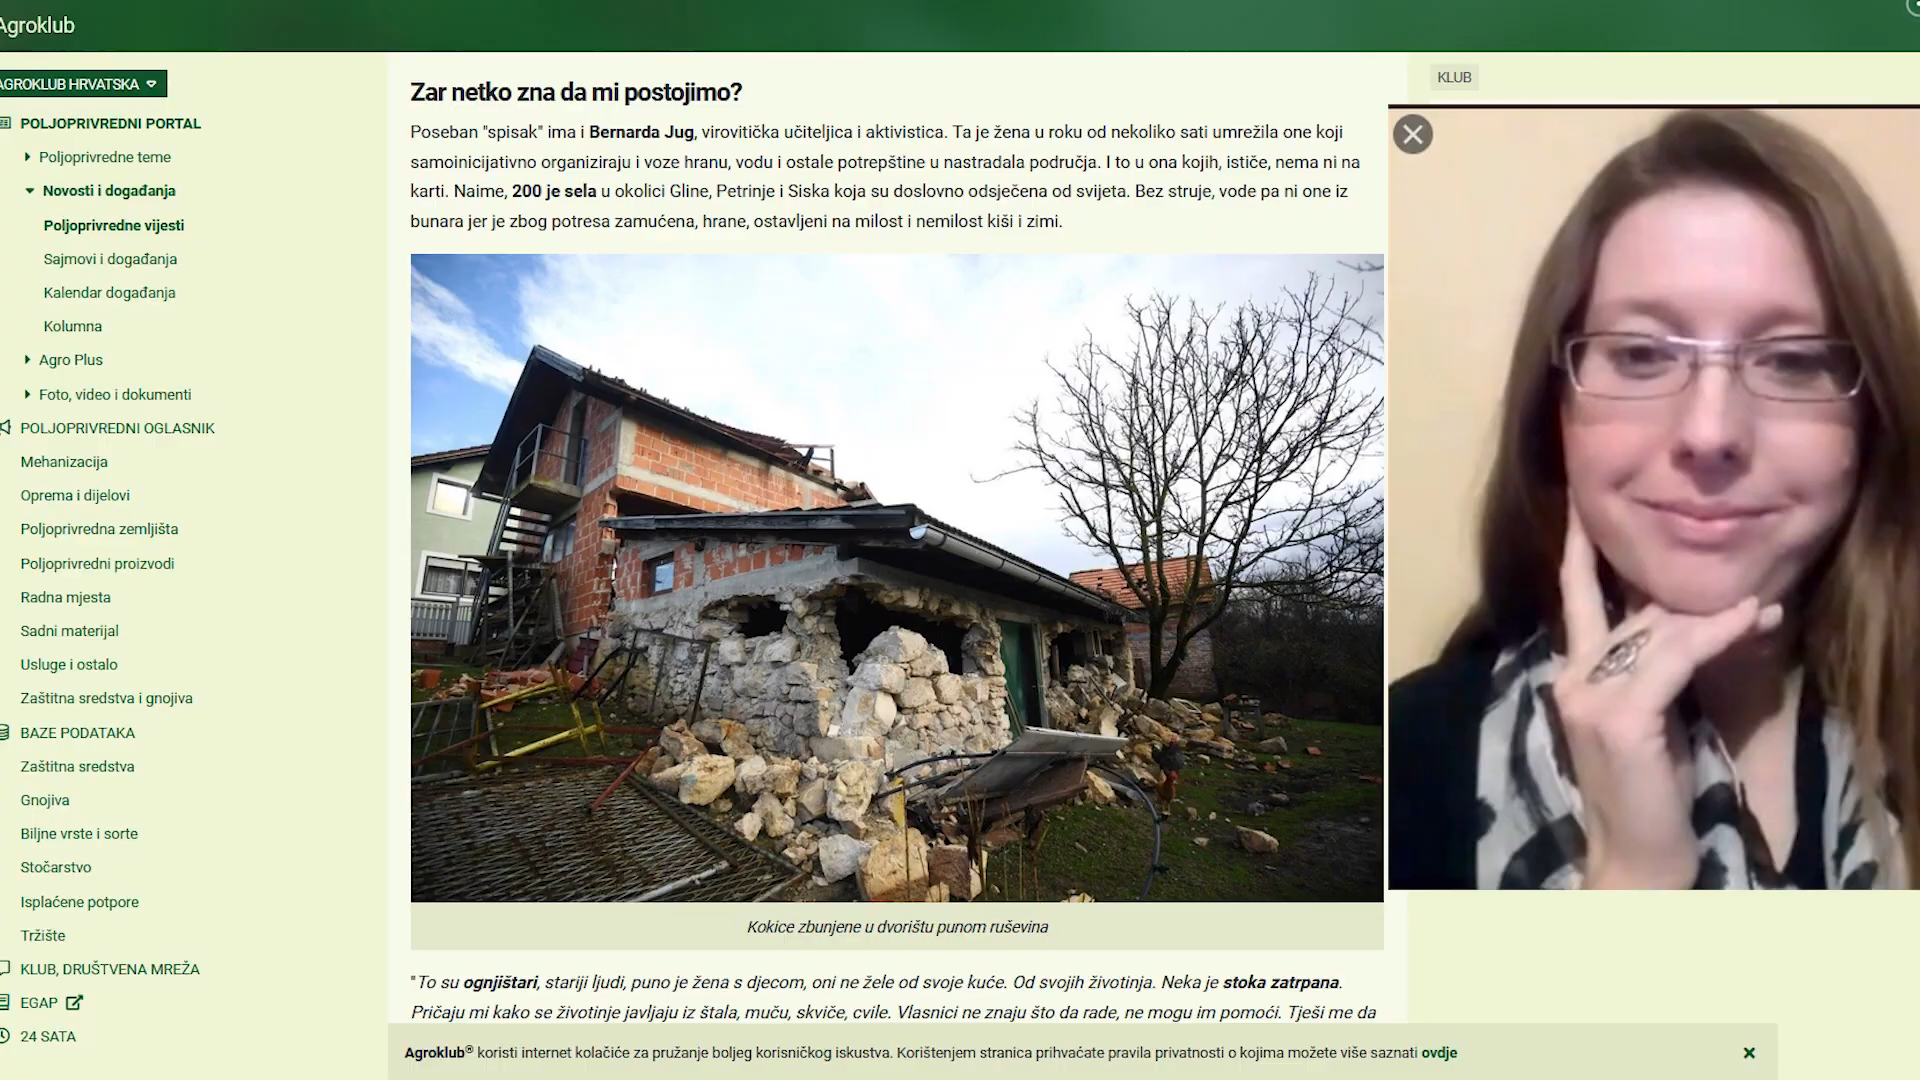 Agroklub
AGROKLUB HRVATSKA
POLJOPRIVREDNI PORTAL
Poljoprivredne teme
Novosti i događanja
Poljoprivredne vijesti
Sajmovi i događanja
Kalendar događanja
Kolumna
Agro Plus
Foto, video i dokumenti
POLJOPRIVREDNI OGLASNIK
Mehanizacija
Oprema i dijelovi
Poljoprivredna zemljišta
Poljoprivredni proizvodi
Radna mjesta
Sadni materijal
Usluge i ostalo
Zaštitna sredstva i gnojiva
BAZE PODATAKA
Zaštitna sredstva
Gnojiva
Biljne vrste i sorte
Stočarstvo
Isplaćene potpore
Tržište
KLUB, DRUŠTVENA MREŽA
EGAP
24 SATA
Zar netko zna da mi postojimo?
Poseban "spisak" ima i Bernarda Jug, virovitička učiteljica i aktivistica. Ta je žena u roku od nekoliko sati umrežila one koji
samoinicijativno organiziraju i voze hranu, vodu i ostale potrepštine u nastradala područja. I to u ona kojih, ističe, nema ni na
karti. Naime, 200 je sela u okolici Gline, Petrinje i Siska koja su doslovno odsječena od svijeta. Bez struje, vode pa ni one iz
bunara jer je zbog potresa zamućena, hrane, ostavljeni na milost i nemilost kiši i zimi.
Kokice zbunjene u dvorištu punom ruševina
"To su ognjištari, stariji ljudi, puno je žena s djecom, oni ne žele od svoje kuće. Od svojih životinja. Neka je stoka zatrpana.
Pričaju mi kako se životinje javljaju iz štala, muču, skviče, cvile. Vlasnici ne znaju što da rade, ne mogu im pomoći. Tješi me da
KLUB
Agroklub® koristi internet kolačiće za pružanje boljeg korisničkog iskustva. Korištenjem stranica prihvaćate pravila privatnosti o kojima možete više saznati ovdje